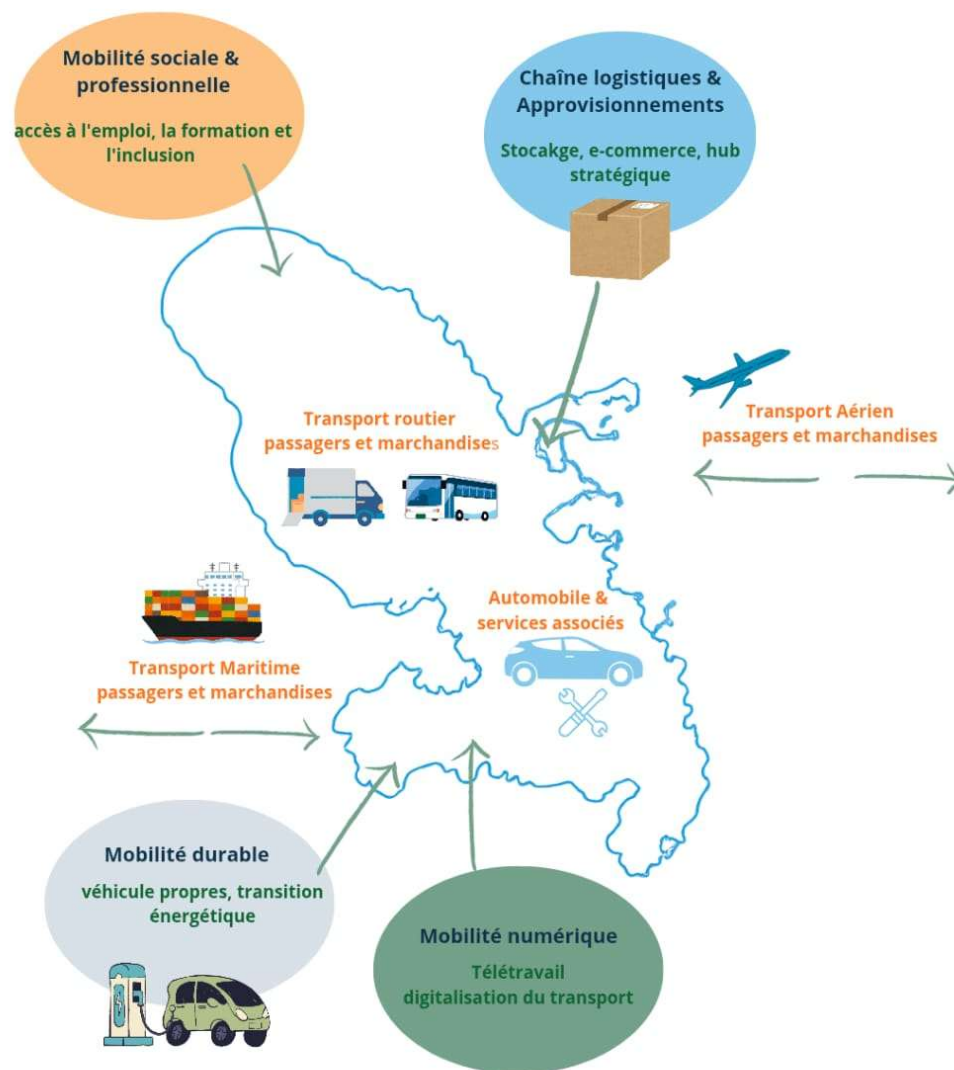 Mobilité sociale &
professionnelle
accès à l'emploi, la formation et
l'inclusion
Chaîne logistiques &
Approvisionnements
Stocakge, e-commerce, hub
stratégique
Transport routier
passagers et marchandises
Transport Aérien
passagers et marchandises
Automobile &
services associés
Transport Maritime
passagers et marchandises
Mobilité durable
véhicule propres, transition
énergétique
Mobilité numérique
Télétravail
digitalisation du transport